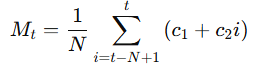 M_t = \frac{1}{N} \sum_{i=t-N+1}^{t} (c_1 + c_2 i)